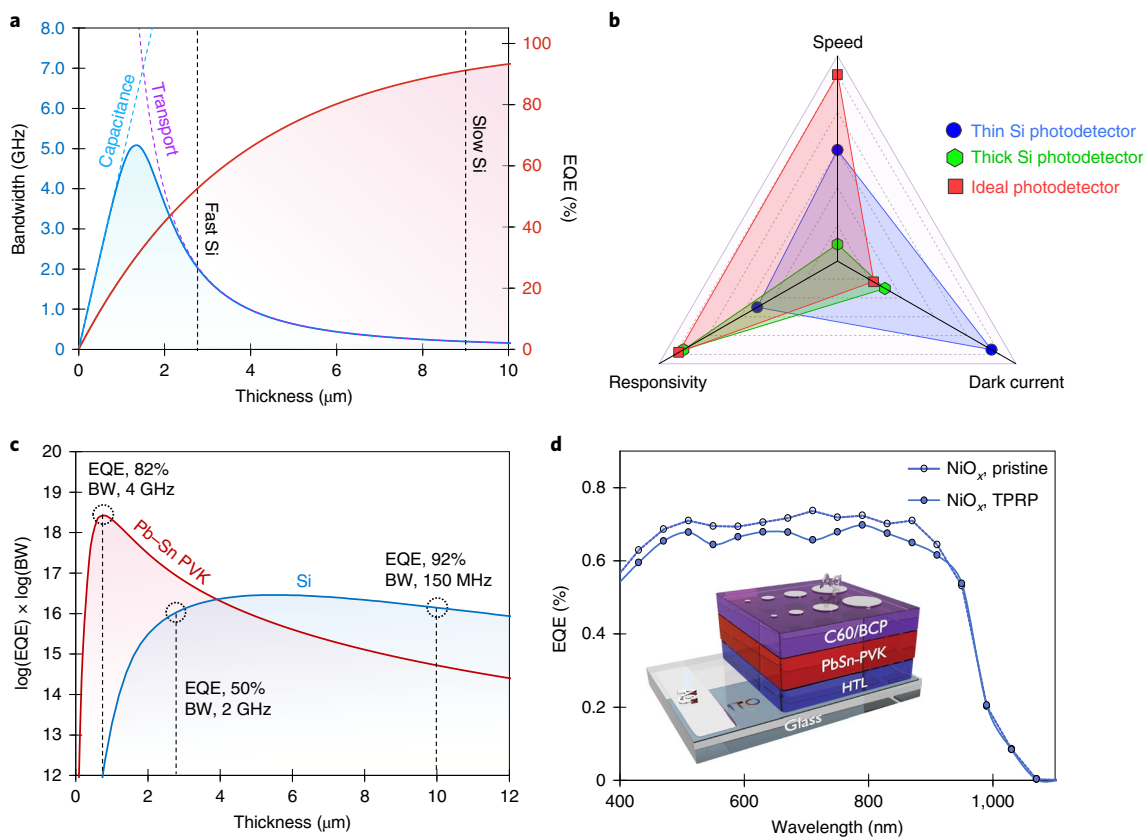 a
8.0
7.0
6.0
5.0
4.0
3.0
2.0
1.0
0
Bandwidth (GHz)
Capacitance
Transport
Fast Si
Slow Si
100
80
60
40
20
0
EQE (%)
0
2
4
6
8
10
Thickness (μm)
b
Speed
Responsivity
Dark current
Thin Si photodetector
Thick Si photodetector
Ideal photodetector
c
20
19
18
17
16
15
14
13
12
log(EQE) × log(BW)
EQE, 82%
BW, 4 GHz
Pb–Sn PVK
Si
EQE, 92%
BW, 150 MHz
EQE, 50%
BW, 2 GHz
0
2
4
6
8
10
12
Thickness (μm)
d
0.8
0.6
0.4
0.2
0
EQE (%)
NiOₓ, pristine
NiOₓ, TPRP
Ag
C60/BCP
PbSn-PVK
HTL
ITO
Glass
400
600
800
1,000
Wavelength (nm)